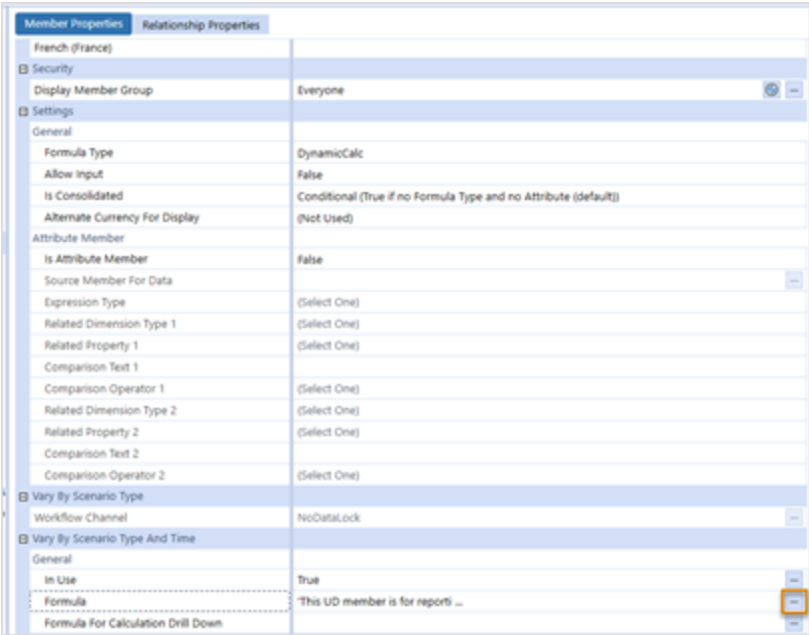 Member Properties Relationship Properties
French (France)
Security
Display Member Group Everyone
Settings
General
Formula Type DynamicCalc
Allow Input False
Is Consolidated Conditional (True if no Formula Type and no Attribute (default))
Alternate Currency For Display (Not Used)
Attribute Member
Is Attribute Member False
Source Member For Data
Expression Type (Select One)
Related Dimension Type 1 (Select One)
Related Property 1 (Select One)
Comparison Text 1
Comparison Operator 1 (Select One)
Related Dimension Type 2 (Select One)
Related Property 2 (Select One)
Comparison Text 2
Comparison Operator 2 (Select One)
Vary By Scenario Type
Workflow Channel NoDataLock
Vary By Scenario Type And Time
General
In Use True
Formula 'This UD member is for reporti ...
Formula For Calculation Drill Down